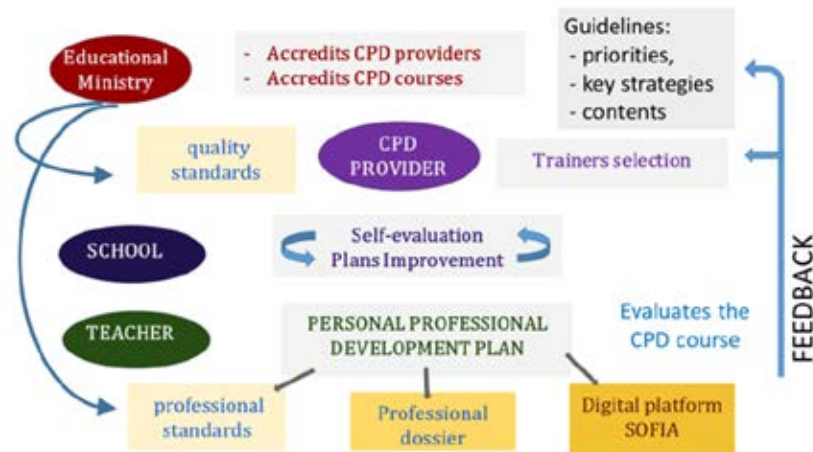 Educational
Ministry
- Accredits CPD providers
- Accredits CPD courses
Guidelines:
- priorities,
- key strategies
- contents
quality
standards
CPD
PROVIDER
Trainers selection
SCHOOL
Self-evaluation
Plans Improvement
TEACHER
PERSONAL PROFESSIONAL
DEVELOPMENT PLAN
Evaluates the
CPD course
FEEDBACK
professional
standards
Professional
dossier
Digital platform
SOFIA